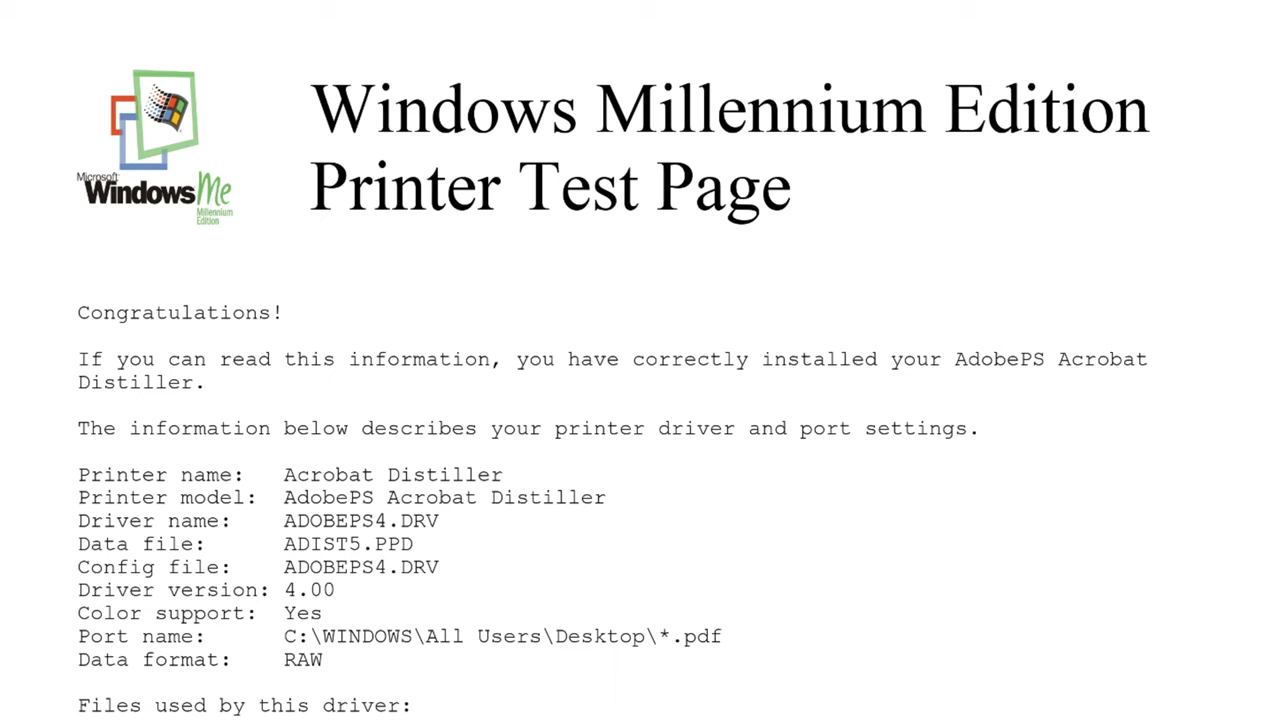 Microsoft
Windows Me
Millennium
Edition
Windows Millennium Edition
Printer Test Page
Congratulations!
If you can read this information, you have correctly installed your AdobePS Acrobat
Distiller.
The information below describes your printer driver and port settings.
Printer name: Acrobat Distiller
Printer model: AdobePS Acrobat Distiller
Driver name: ADOBEPS4.DRV
Data file: ADIST5.PPD
Config file: ADOBEPS4.DRV
Driver version: 4.00
Color support: Yes
Port name: C:\WINDOWS\All Users\Desktop\*.pdf
Data format: RAW
Files used by this driver: